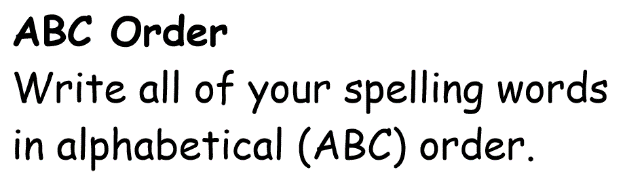 ABC Order
Write all of your spelling words
in alphabetical (ABC) order.